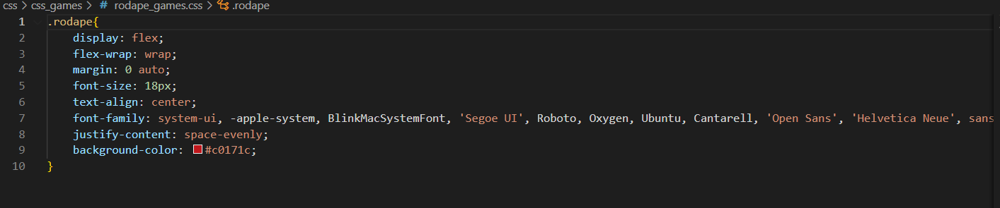 css > css_games > # rodape_games.css > .rodape
1 .rodape{
2 display: flex;
3 flex-wrap: wrap;
4 margin: 0 auto;
5 font-size: 18px;
6 text-align: center;
7 font-family: system-ui, -apple-system, BlinkMacSystemFont, 'Segoe UI', Roboto, Oxygen, Ubuntu, Cantarell, 'Open Sans', 'Helvetica Neue', sans
8 justify-content: space-evenly;
9 background-color: #c0171c;
10 }